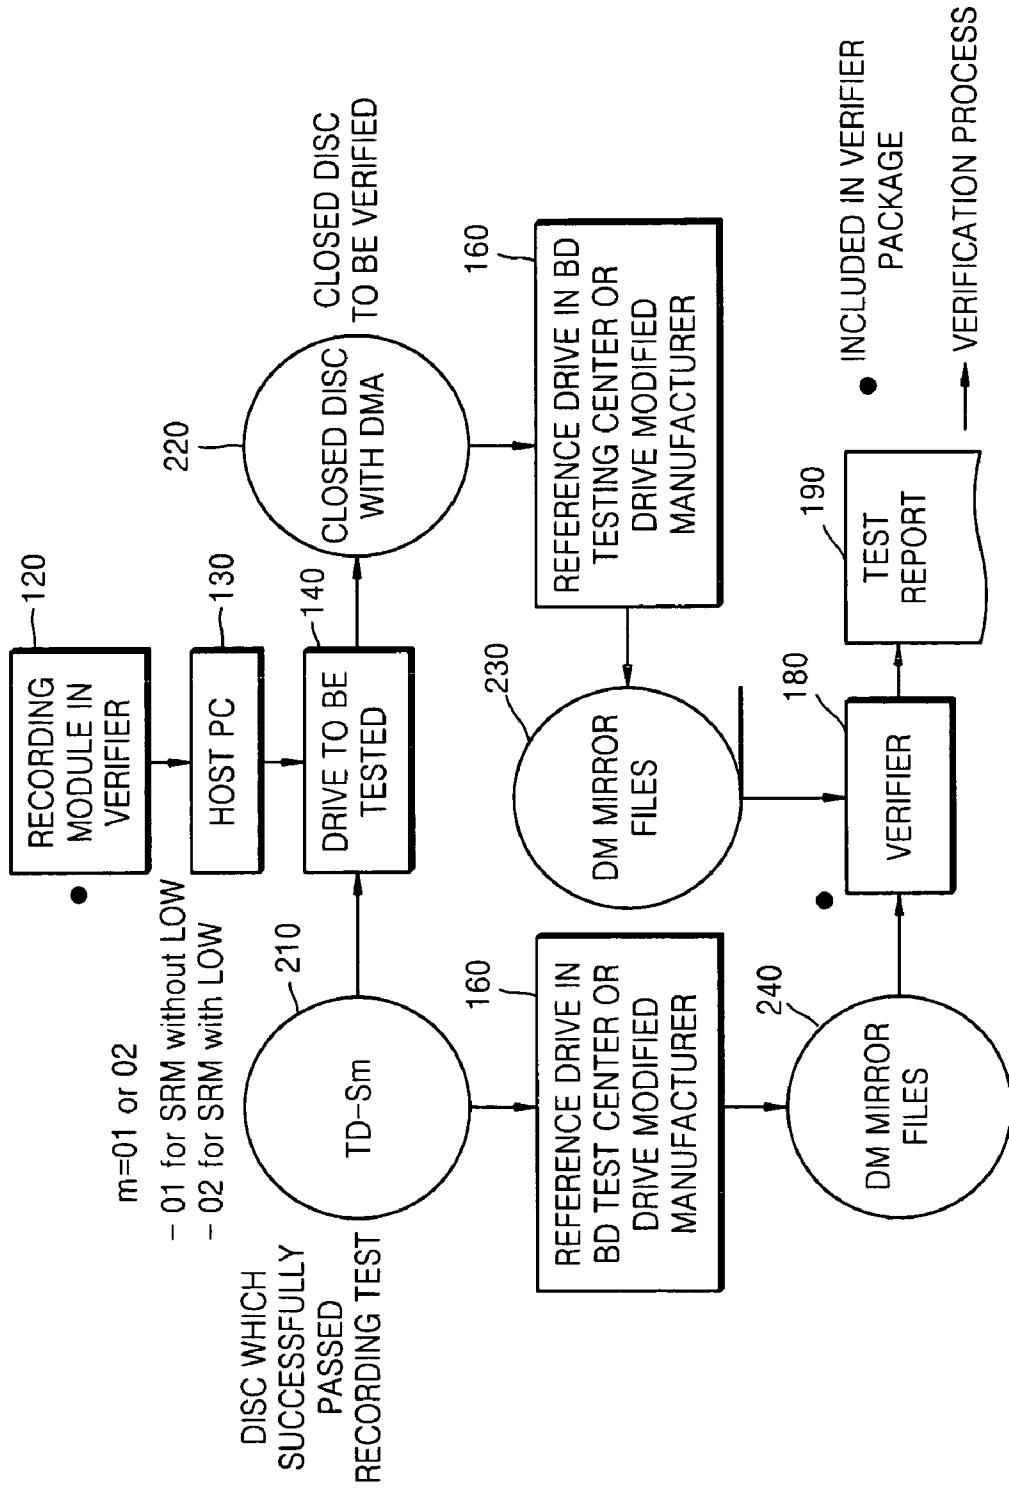 m=01 or 02
– 01 for SRM without LOW
– 02 for SRM with LOW
120
RECORDING
MODULE IN
VERIFIER
130
HOST PC
DISC WHICH
SUCCESSFULLY
PASSED
RECORDING TEST
210
TD-Sm
140
DRIVE TO BE
TESTED
220
CLOSED DISC
WITH DMA
CLOSED DISC
TO BE VERIFIED
160
REFERENCE DRIVE IN
BD TEST CENTER OR
DRIVE MODIFIED
MANUFACTURER
230
DM MIRROR
FILES
160
REFERENCE DRIVE IN BD
TESTING CENTER OR
DRIVE MODIFIED
MANUFACTURER
240
DM MIRROR
FILES
180
VERIFIER
190
TEST
REPORT
INCLUDED IN VERIFIER
PACKAGE
VERIFICATION PROCESS